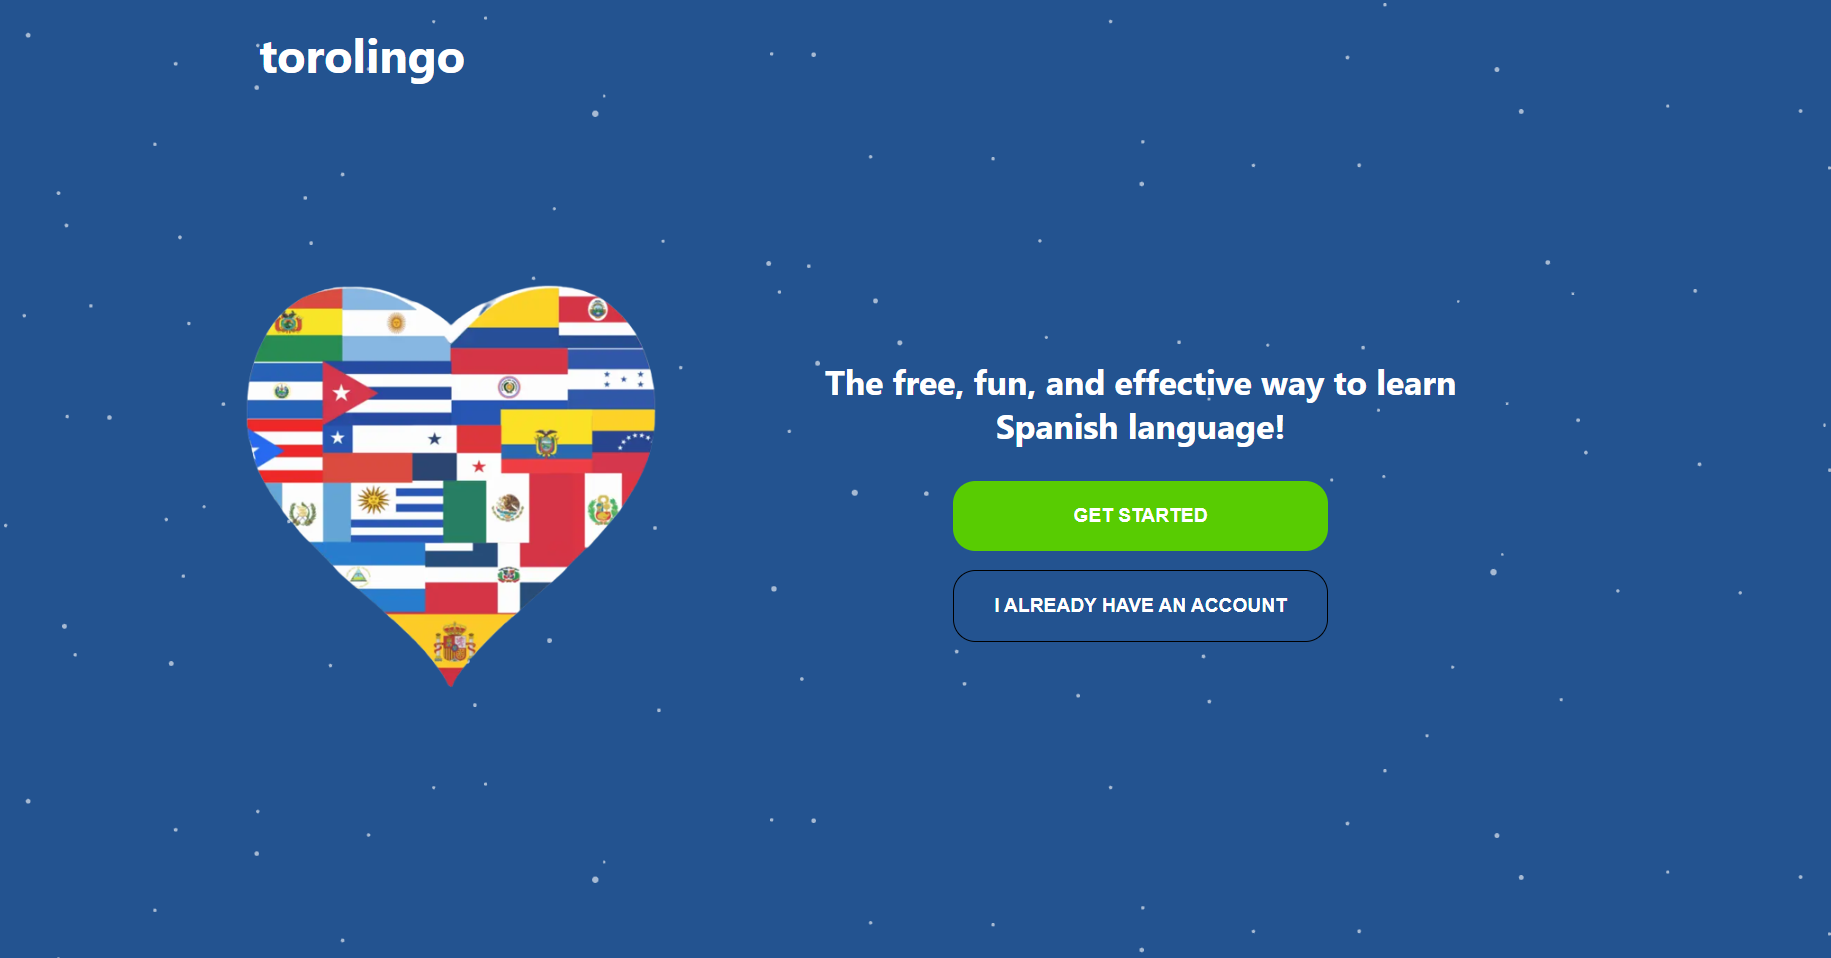 torolingo
The free, fun, and effective way to learn
Spanish language!
GET STARTED
I ALREADY HAVE AN ACCOUNT